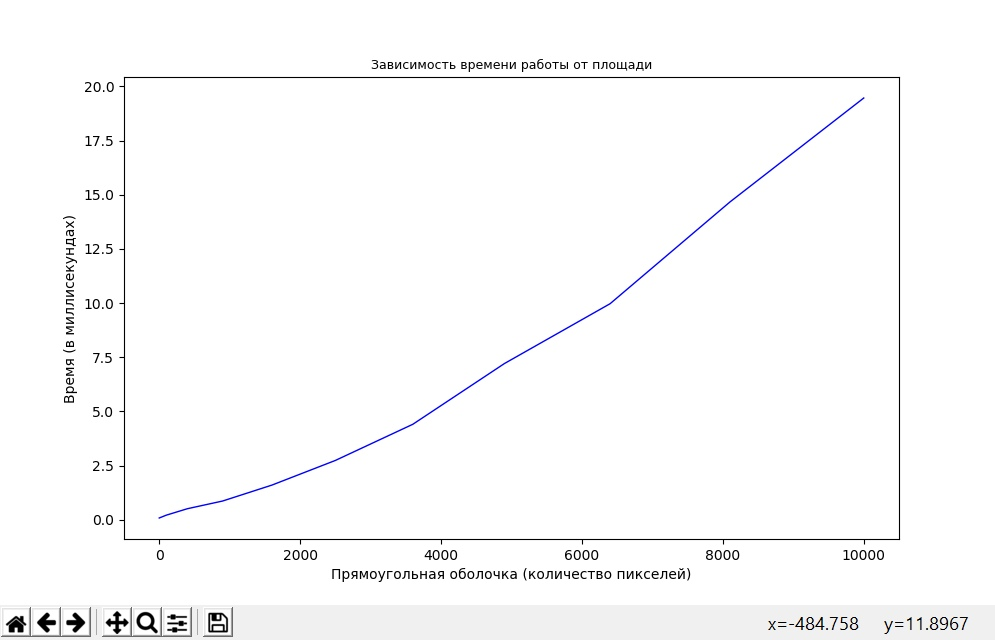 Зависимость времени работы от площади
20.0
17.5
15.0
12.5
10.0
7.5
5.0
2.5
0.0
Время (в миллисекундах)
0 2000 4000 6000 8000 10000
Прямоугольная оболочка (количество пикселей)
x=-484.758 y=11.8967